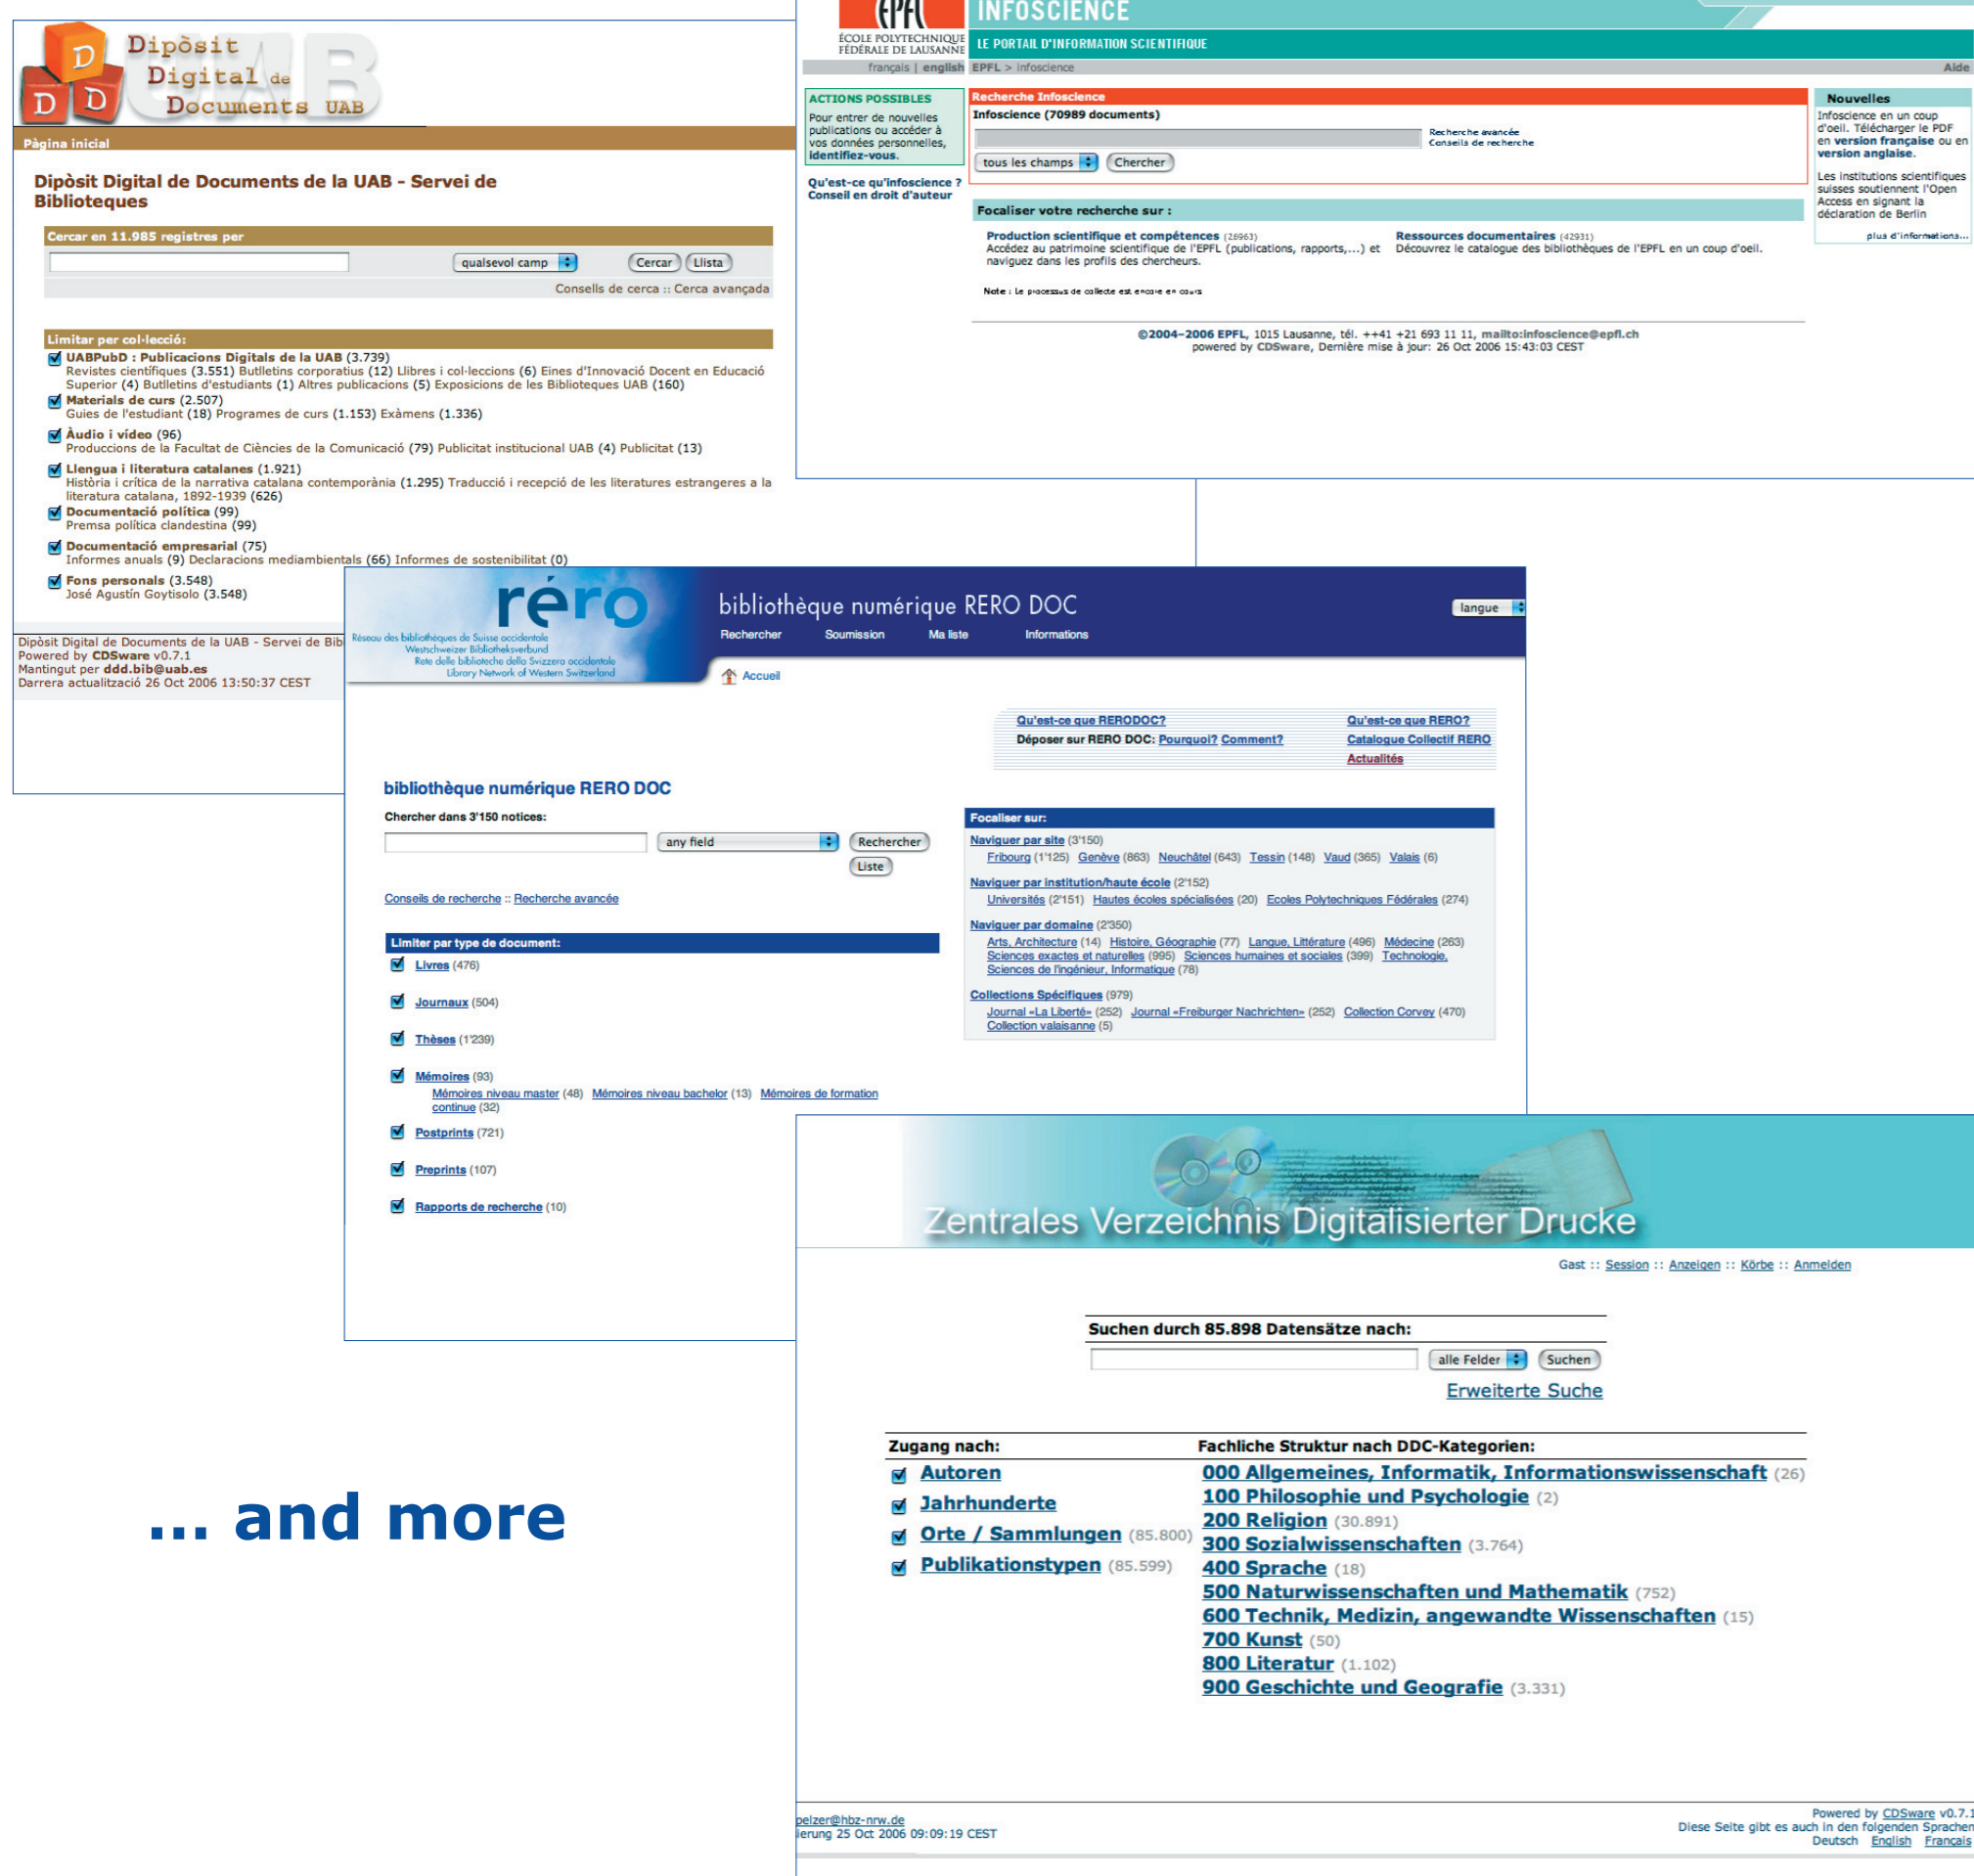 D
D
D
Dipòsit
Digital de
Documents UAB
Pàgina inicial
Dipòsit Digital de Documents de la UAB - Servei de
Biblioteques
Cercar en 11.985 registres per
qualsevol camp
Cercar
Llista
Consells de cerca :: Cerca avançada
Limitar per col·lecció:
UABPubD : Publicacions Digitals de la UAB (3.739)
Revistes científiques (3.551) Butlletins corporatius (12) Llibres i col·leccions (6) Eines d'Innovació Docent en Educació
Superior (4) Butlletins d'estudiants (1) Altres publicacions (5) Exposicions de les Biblioteques UAB (160)
Materials de curs (2.507)
Guies de l'estudiant (18) Programes de curs (1.153) Exàmens (1.336)
Àudio i vídeo (96)
Produccions de la Facultat de Ciències de la Comunicació (79) Publicitat institucional UAB (4) Publicitat (13)
Llengua i literatura catalanes (1.921)
Història i crítica de la narrativa catalana contemporània (1.295) Traducció i recepció de les literatures estrangeres a la
literatura catalana, 1892-1939 (626)
Documentació política (99)
Premsa política clandestina (99)
Documentació empresarial (75)
Informes anuals (9) Declaracions mediambientals (66) Informes de sostenibilitat (0)
Fons personals (3.548)
José Agustín Goytisolo (3.548)
Dipòsit Digital de Documents de la UAB - Servei de Bib
Powered by CDSware v0.7.1
Mantingut per ddd.bib@uab.es
Darrera actualització 26 Oct 2006 13:50:37 CEST
EPFL
ÉCOLE POLYTECHNIQUE
FÉDÉRALE DE LAUSANNE
INFOSCIENCE
LE PORTAIL D'INFORMATION SCIENTIFIQUE
français | english
EPFL > infoscience
Aide
ACTIONS POSSIBLES
Pour entrer de nouvelles
publications ou accéder à
vos données personnelles,
identifiez-vous.
Qu'est-ce qu'infoscience ?
Conseil en droit d'auteur
Recherche Infoscience
Infoscience (70989 documents)
Recherche avancée
Conseils de recherche
tous les champs
Chercher
Focaliser votre recherche sur :
Production scientifique et compétences (28963)
Accédez au patrimoine scientifique de l'EPFL (publications, rapports,...) et
naviguez dans les profils des chercheurs.
Ressources documentaires (42931)
Découvrez le catalogue des bibliothèques de l'EPFL en un coup d'oeil.
Note : Le processus de collecte est encore en cours
©2004–2006 EPFL, 1015 Lausanne, tél. ++41 +21 693 11 11, mailto:infoscience@epfl.ch
powered by CDSware, Dernière mise à jour: 26 Oct 2006 15:43:03 CEST
Nouvelles
Infoscience en un coup
d'oeil. Télécharger le PDF
en version française ou en
version anglaise.
Les institutions scientifiques
suisses soutiennent l'Open
Access en signant la
déclaration de Berlin
plus d'informations...
réro
Réseau des bibliothèques de Suisse occidentale
Westschweizer Bibliotheksverbund
Rete delle biblioteche della Svizzera occidentale
Library Network of Western Switzerland
bibliothèque numérique RERO DOC
langue
Rechercher Soumission Ma liste Informations
Accueil
Qu'est-ce que RERODOC?
Déposer sur RERO DOC: Pourquoi? Comment?
Qu'est-ce que RERO?
Catalogue Collectif RERO
Actualités
bibliothèque numérique RERO DOC
Chercher dans 3'150 notices:
any field
Rechercher
Liste
Conseils de recherche :: Recherche avancée
Limiter par type de document:
Livres (476)
Journaux (504)
Thèses (1'239)
Mémoires (93)
Mémoires niveau master (48) Mémoires niveau bachelor (13) Mémoires de formation
continue (32)
Postprints (721)
Preprints (107)
Rapports de recherche (10)
Focaliser sur:
Naviguer par site (3'150)
Fribourg (1'125) Genève (863) Neuchâtel (643) Tessin (148) Vaud (365) Valais (6)
Naviguer par institution/haute école (2'152)
Universités (2'151) Hautes écoles spécialisées (20) Ecoles Polytechniques Fédérales (274)
Naviguer par domaine (2'350)
Arts, Architecture (14) Histoire, Géographie (77) Langue, Littérature (496) Médecine (263)
Sciences exactes et naturelles (995) Sciences humaines et sociales (399) Technologie,
Sciences de l'ingénieur, Informatique (78)
Collections Spécifiques (979)
Journal «La Liberté» (252) Journal «Freiburger Nachrichten» (252) Collection Corvey (470)
Collection valaisanne (5)
Zentrales Verzeichnis Digitalisierter Drucke
Gast :: Session :: Anzeigen :: Körbe :: Anmelden
Suchen durch 85.898 Datensätze nach:
alle Felder
Suchen
Erweiterte Suche
Zugang nach:
Autoren
Jahrhunderte
Orte / Sammlungen (85.800)
Publikationstypen (85.599)
Fachliche Struktur nach DDC-Kategorien:
000 Allgemeines, Informatik, Informationswissenschaft (26)
100 Philosophie und Psychologie (2)
200 Religion (30.891)
300 Sozialwissenschaften (3.764)
400 Sprache (18)
500 Naturwissenschaften und Mathematik (752)
600 Technik, Medizin, angewandte Wissenschaften (15)
700 Kunst (50)
800 Literatur (1.102)
900 Geschichte und Geografie (3.331)
pelzer@hbz-nrw.de
ierung 25 Oct 2006 09:09:19 CEST
Powered by CDSware v0.7.1
Diese Seite gibt es auch in den folgenden Sprachen
Deutsch English Français
... and more